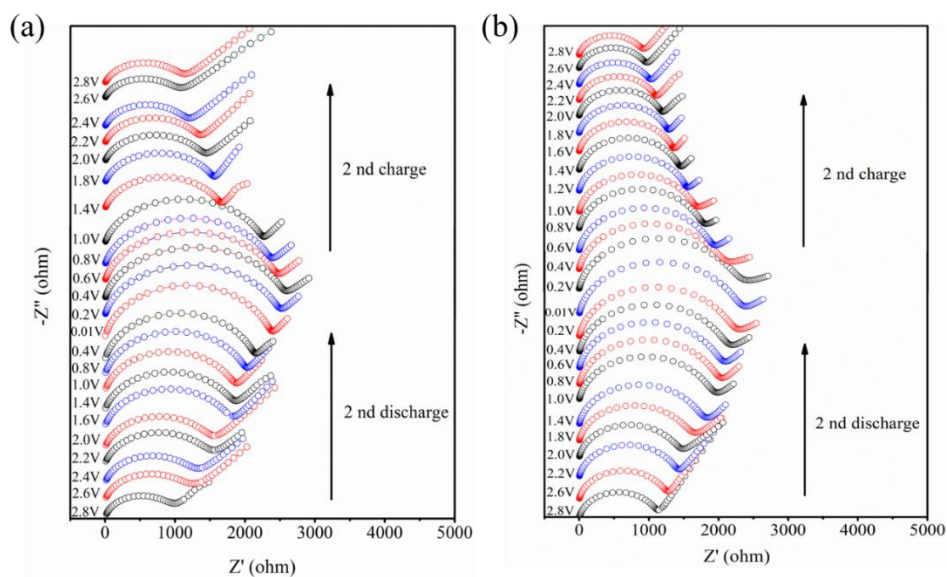 (a)
2.8V
2.6V
2.4V
2.2V
2.0V
1.8V
1.4V
1.0V
0.8V
0.6V
0.4V
0.2V
0.01V
0.4V
0.8V
1.0V
1.4V
1.6V
2.0V
2.2V
2.4V
2.6V
2.8V
2 nd charge
2 nd discharge
-Z" (ohm)
0 1000 2000 3000 4000 5000
Z' (ohm)
(b)
2.8V
2.6V
2.4V
2.2V
2.0V
1.8V
1.6V
1.4V
1.2V
1.0V
0.8V
0.6V
0.4V
0.2V
0.01V
0.2V
0.4V
0.6V
0.8V
1.0V
1.4V
1.8V
2.0V
2.2V
2.6V
2.8V
2 nd charge
2 nd discharge
-Z" (ohm)
0 1000 2000 3000 4000 5000
Z' (ohm)